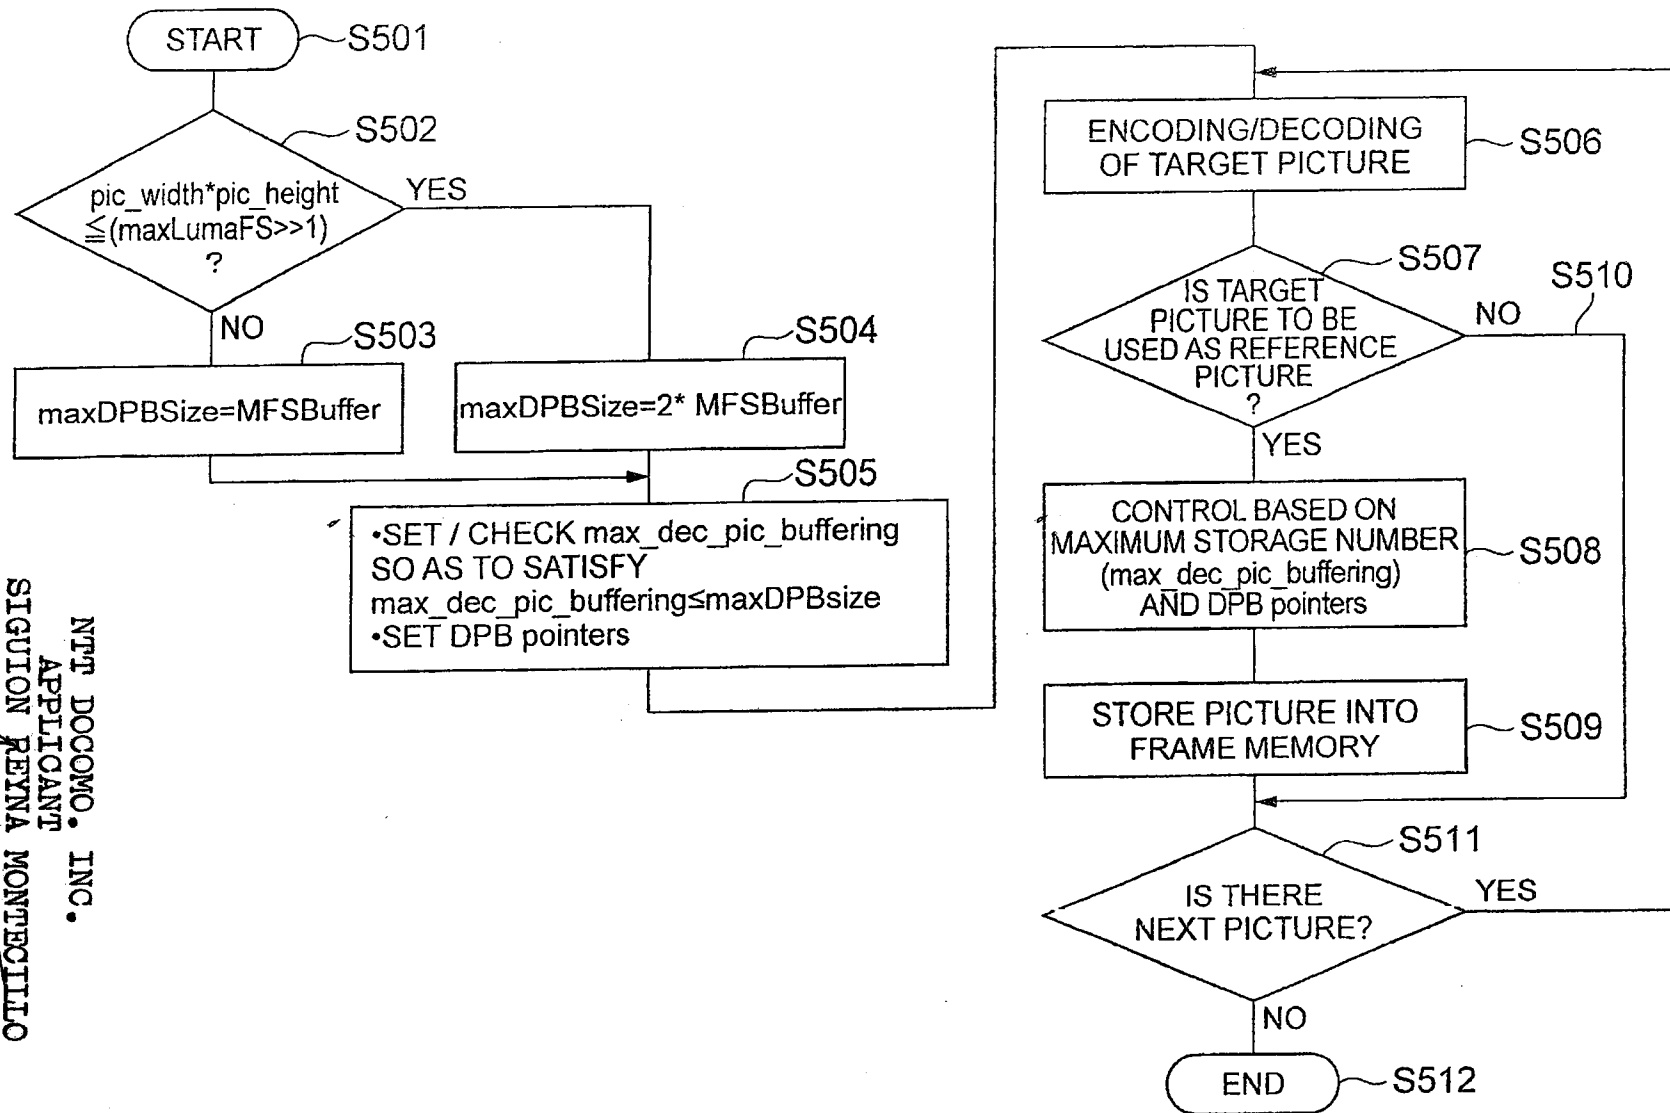 START
S501
S502
pic_width*pic_height
≦(maxLumaFS>>1)
?
YES
NO
S503
maxDPBSize=MFSBuffer
S504
maxDPBSize=2* MFSBuffer
S505
•SET / CHECK max_dec_pic_buffering
SO AS TO SATISFY
max_dec_pic_buffering≤maxDPBsize
•SET DPB pointers
ENCODING/DECODING
OF TARGET PICTURE
S506
S507
IS TARGET
PICTURE TO BE
USED AS REFERENCE
PICTURE
?
NO
S510
YES
CONTROL BASED ON
MAXIMUM STORAGE NUMBER
(max_dec_pic_buffering)
AND DPB pointers
S508
STORE PICTURE INTO
FRAME MEMORY
S509
S511
IS THERE
NEXT PICTURE?
YES
NO
END
S512
NTT DOCOMO. INC.
APPLICANT
SIGUION REYNA MONTECILLO